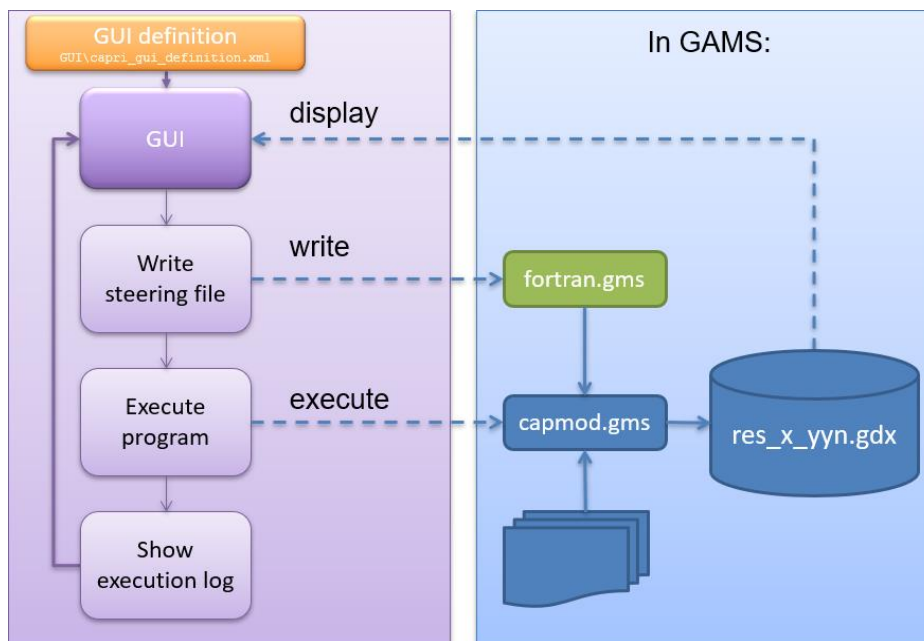 GUI definition
GUI\capri_gui_definition.xml
In GAMS:
GUI
display
Write
steering file
write
fortran.gms
Execute
program
execute
capmod.gms
res_x_yyn.gdx
Show
execution log